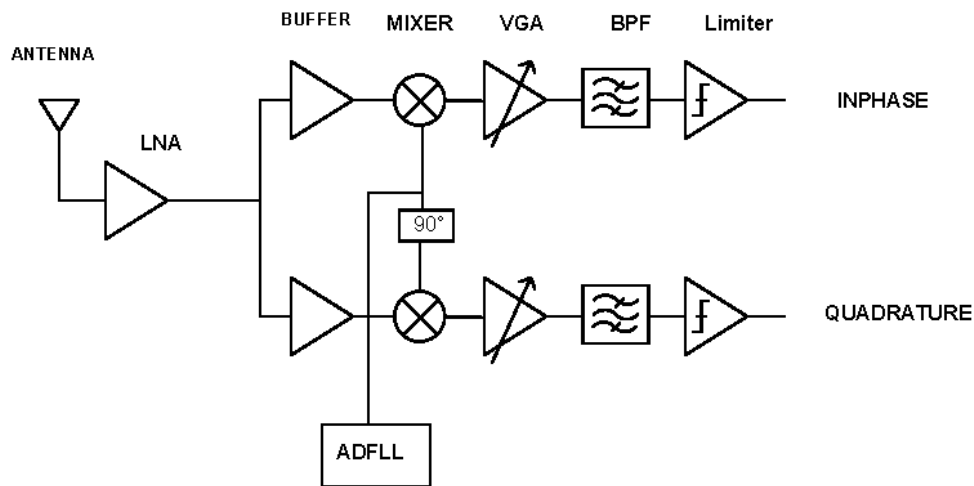 BUFFER MIXER VGA BPF Limiter
ANTENNA
INPHASE
LNA
90°
QUADRATURE
ADFLL